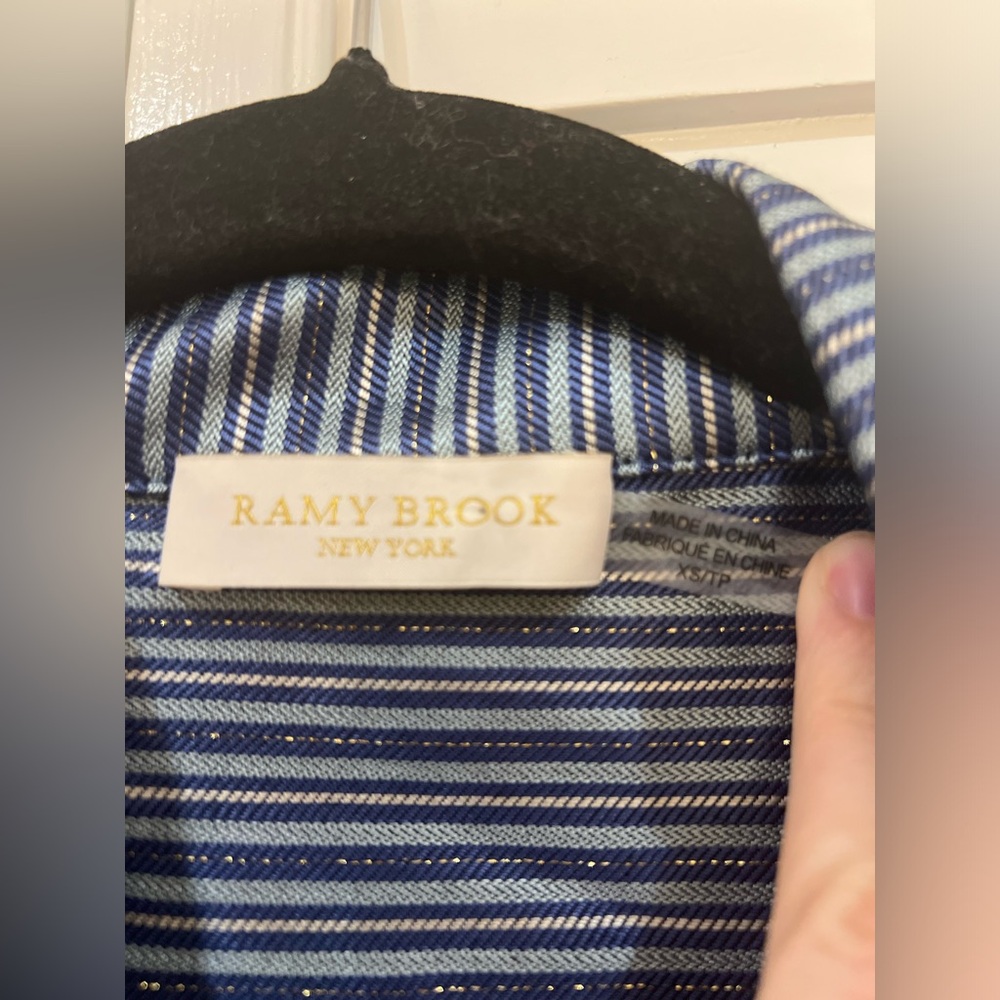 RAMY BROOK
NEW YORK
MADE IN CHINA
FABRIQUÉ EN CHINE
XS/TP